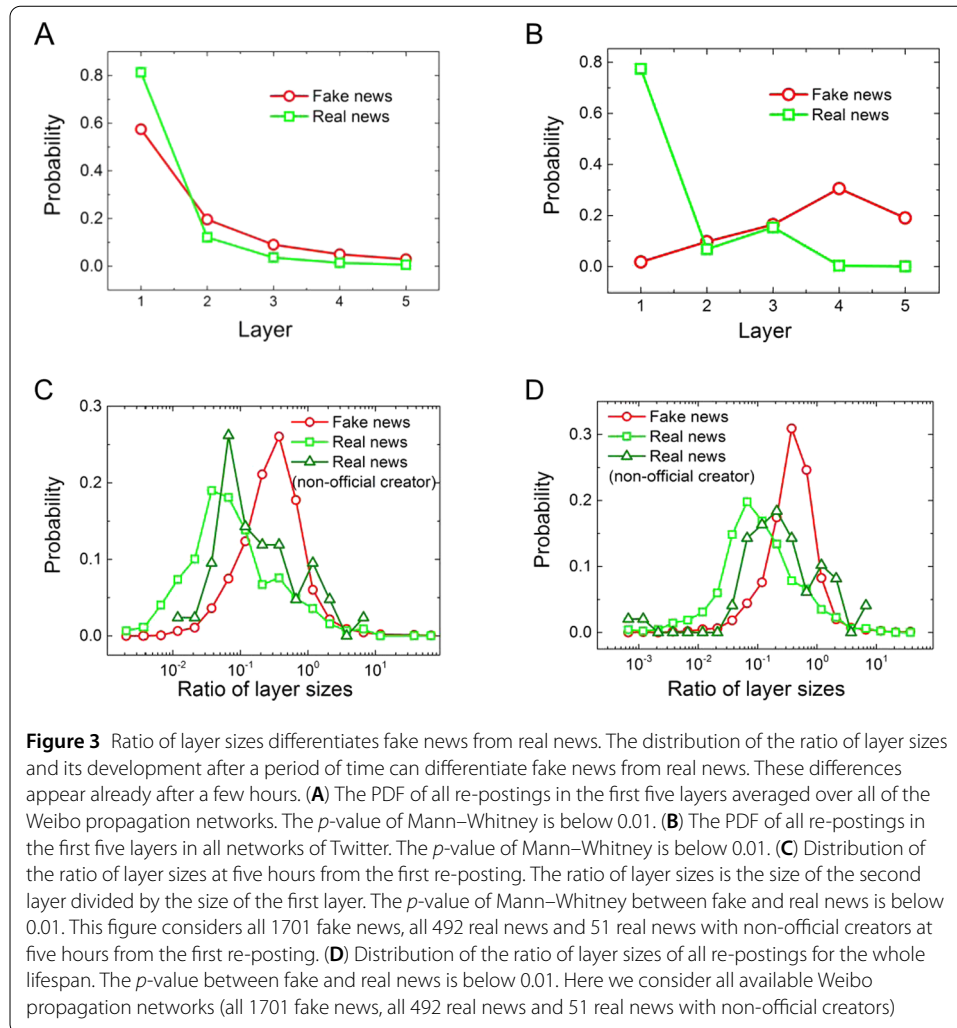 A
Probability
0.8
0.6
0.4
0.2
0.0
Fake news
Real news
1 2 3 4 5
Layer
B
Probability
0.8
0.6
0.4
0.2
0.0
Fake news
Real news
1 2 3 4 5
Layer
C
Probability
0.3
0.2
0.1
0.0
Fake news
Real news
Real news
(non-official creator)
10⁻² 10⁻¹ 10⁰ 10¹
Ratio of layer sizes
D
Probability
0.3
0.2
0.1
0.0
Fake news
Real news
Real news
(non-official creator)
10⁻³ 10⁻² 10⁻¹ 10⁰ 10¹
Ratio of layer sizes
Figure 3 Ratio of layer sizes differentiates fake news from real news. The distribution of the ratio of layer sizes
and its development after a period of time can differentiate fake news from real news. These differences
appear already after a few hours. (A) The PDF of all re-postings in the first five layers averaged over all of the
Weibo propagation networks. The p-value of Mann–Whitney is below 0.01. (B) The PDF of all re-postings in
the first five layers in all networks of Twitter. The p-value of Mann–Whitney is below 0.01. (C) Distribution of
the ratio of layer sizes at five hours from the first re-posting. The ratio of layer sizes is the size of the second
layer divided by the size of the first layer. The p-value of Mann–Whitney between fake and real news is below
0.01. This figure considers all 1701 fake news, all 492 real news and 51 real news with non-official creators at
five hours from the first re-posting. (D) Distribution of the ratio of layer sizes of all re-postings for the whole
lifespan. The p-value between fake and real news is below 0.01. Here we consider all available Weibo
propagation networks (all 1701 fake news, all 492 real news and 51 real news with non-official creators)